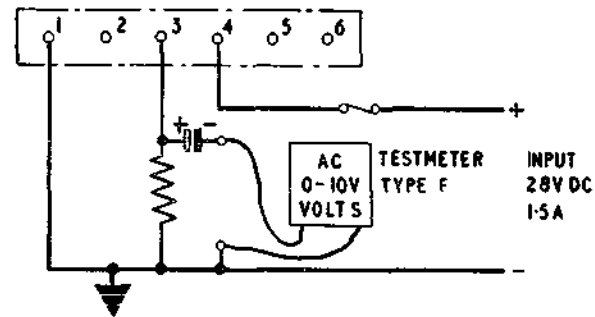 1 2 3 4 5 6
+ -
+
AC
0-10V
VOLTS
TESTMETER
TYPE F
INPUT
28V DC
1·5A
-